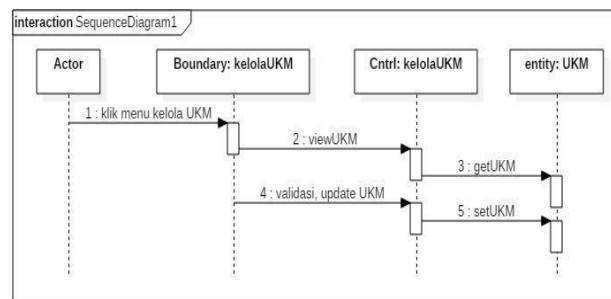 interaction SequenceDiagram1
Actor
Boundary: kelolaUKM
Cntrl: kelolaUKM
entity: UKM
1 : klik menu kelola UKM
2 : viewUKM
3 : getUKM
4 : validasi, update UKM
5 : setUKM